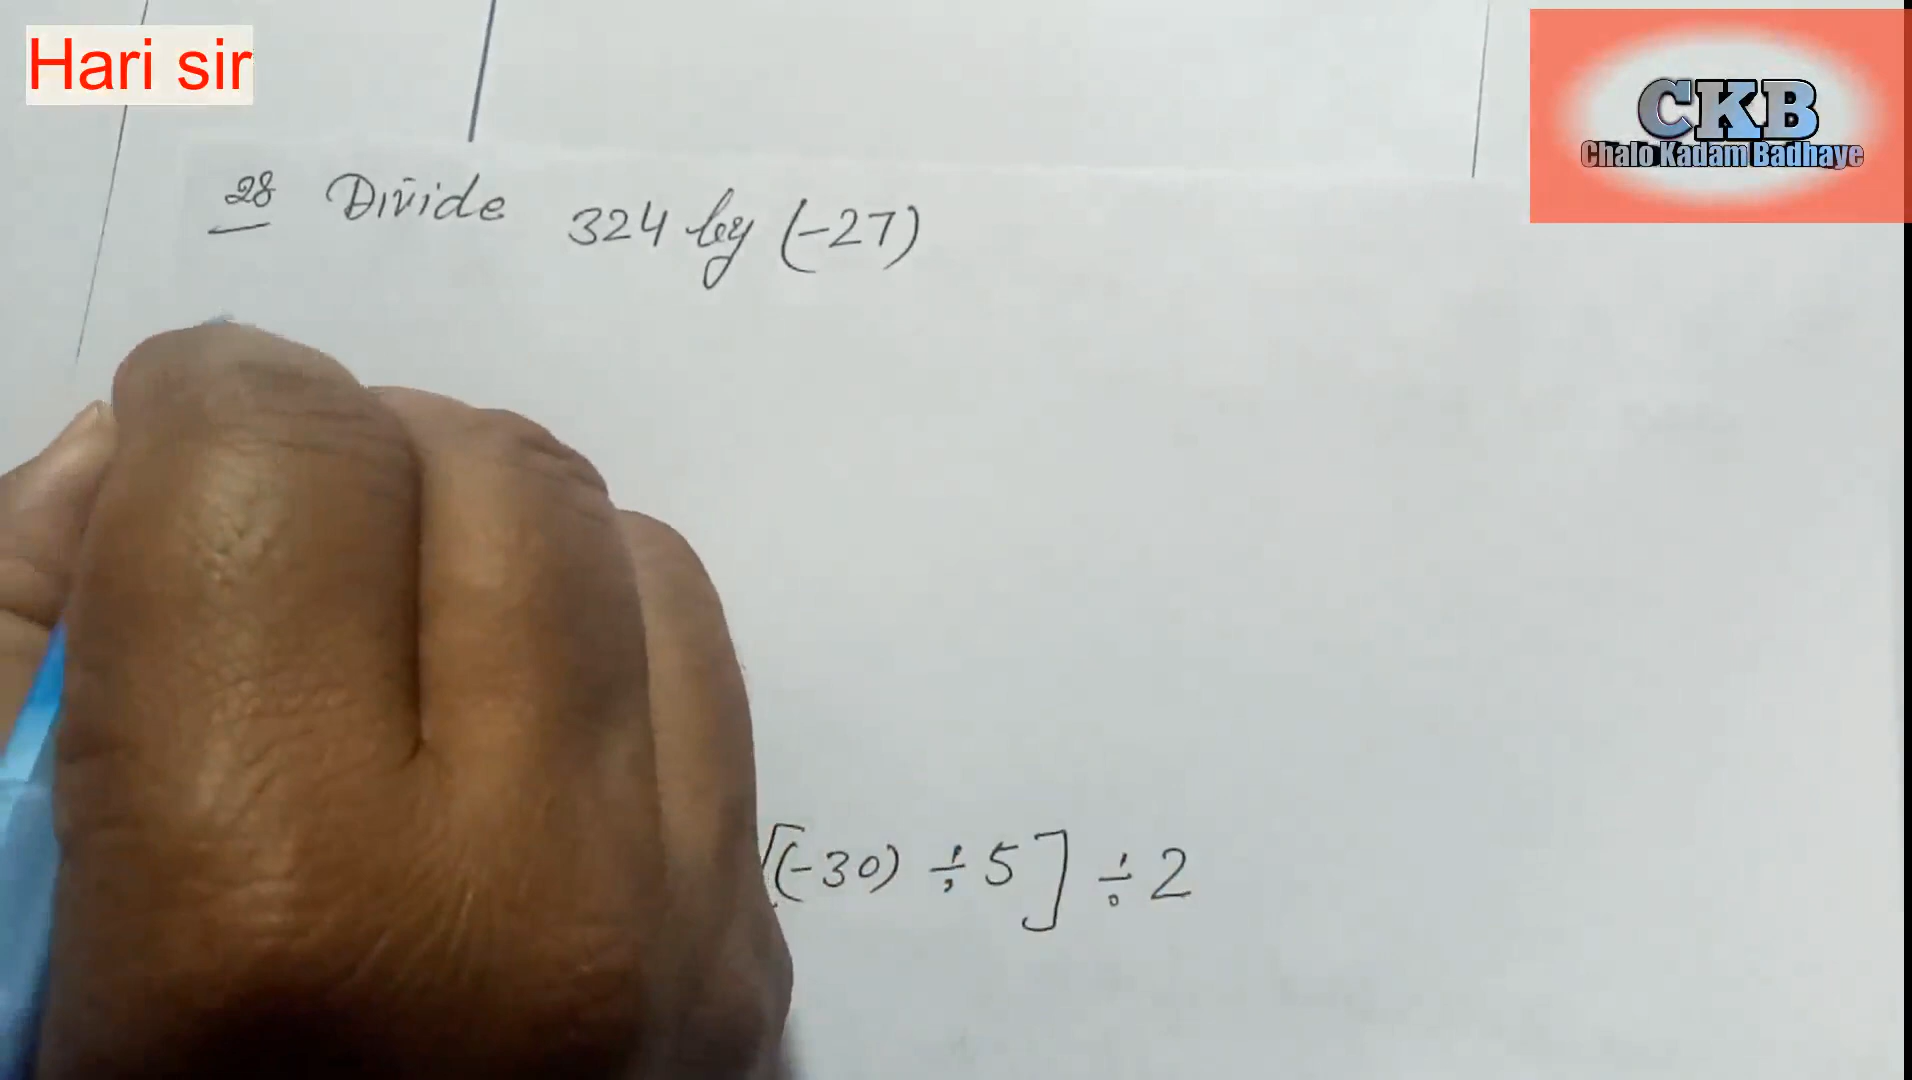 Hari sir
CKB
Chalo Kadam Badhaye
28 Divide 324 by (-27)
[(-30) ÷ 5] ÷ 2